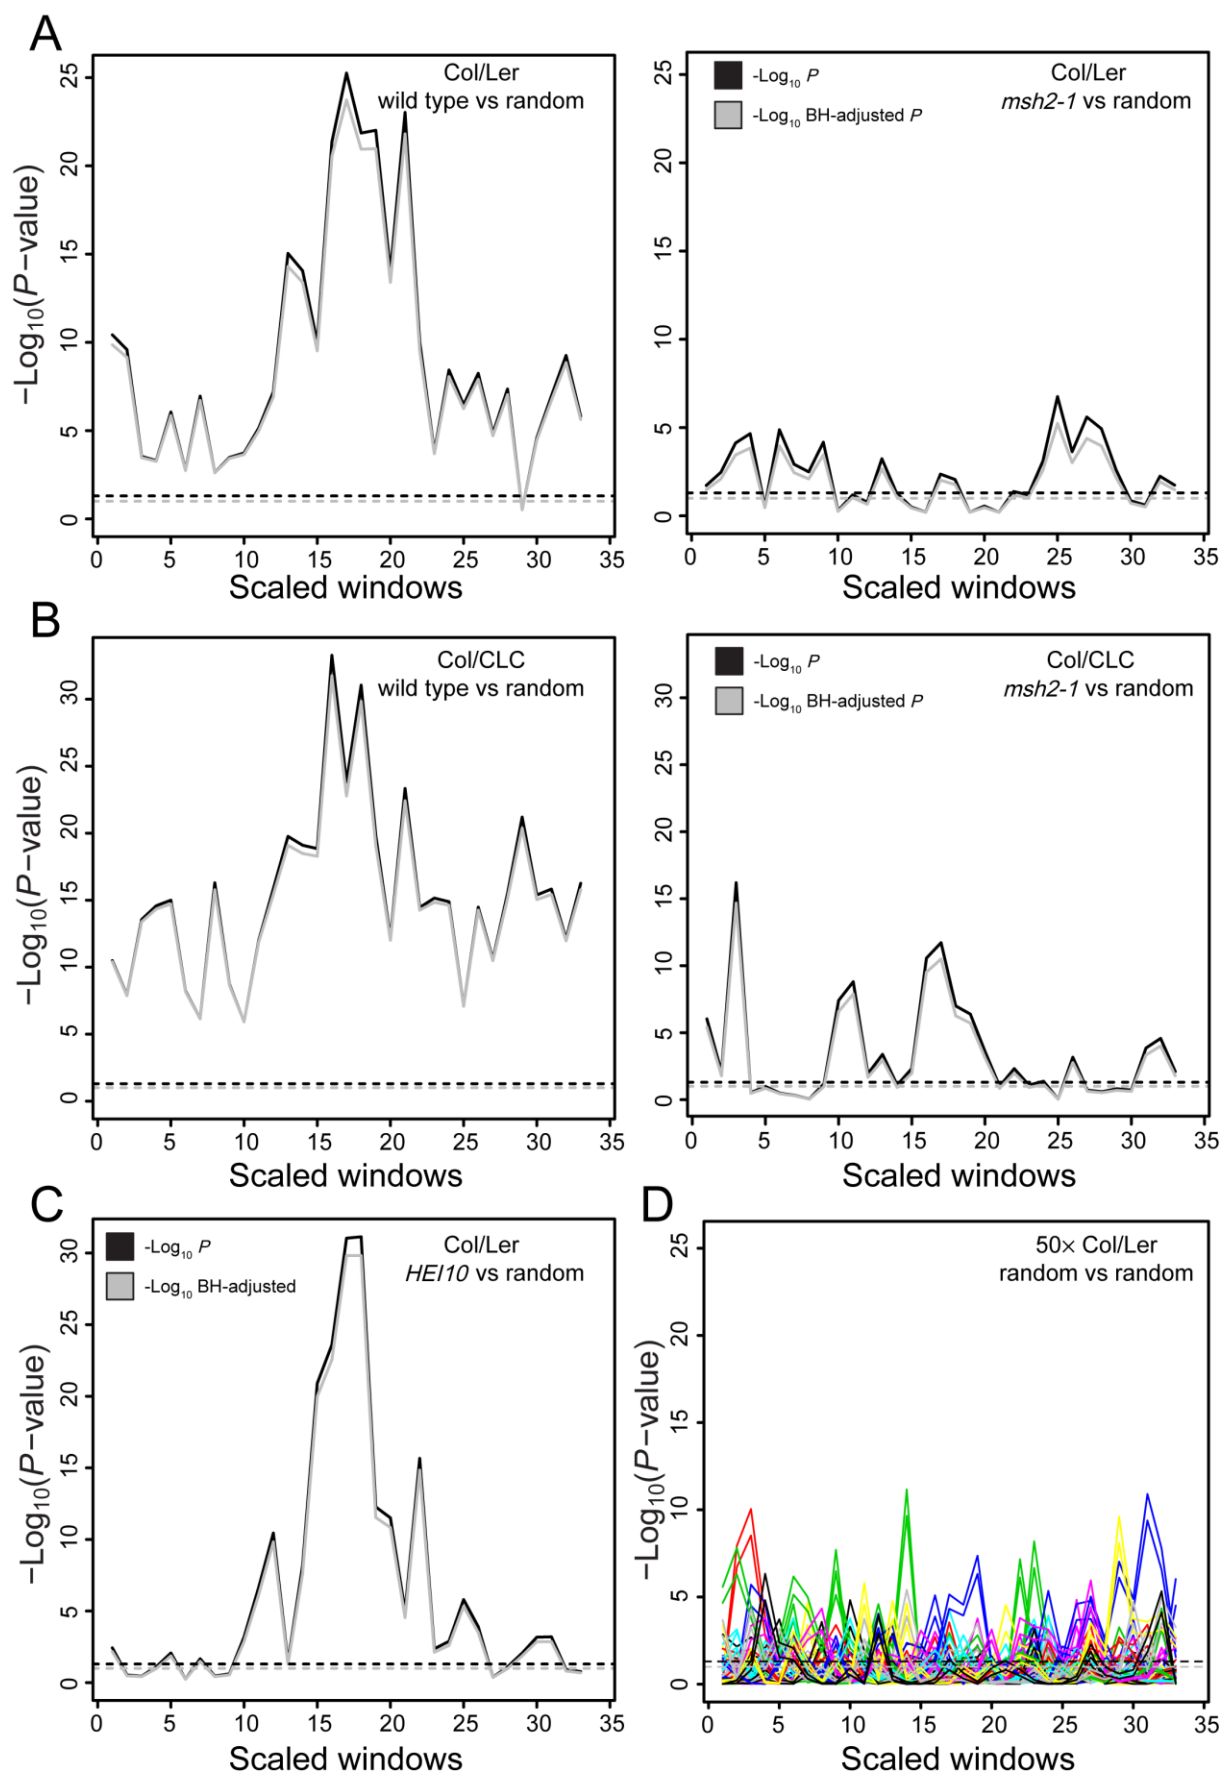 A
Col/Ler
wild type vs random
−Log10(P−value)
25
20
15
10
5
0
0 5 10 15 20 25 30 35
Scaled windows
-Log10 P
-Log10 BH-adjusted P
Col/Ler
msh2-1 vs random
25
20
15
10
5
0
0 5 10 15 20 25 30 35
Scaled windows
B
Col/CLC
wild type vs random
−Log10(P−value)
30
25
20
15
10
5
0
0 5 10 15 20 25 30 35
Scaled windows
-Log10 P
-Log10 BH-adjusted P
Col/CLC
msh2-1 vs random
30
25
20
15
10
5
0
0 5 10 15 20 25 30 35
Scaled windows
C
-Log10 P
-Log10 BH-adjusted
Col/Ler
HEI10 vs random
−Log10(P−value)
30
25
20
15
10
5
0
0 5 10 15 20 25 30 35
Scaled windows
D
50× Col/Ler
random vs random
−Log10(P−value)
25
20
15
10
5
0
0 5 10 15 20 25 30 35
Scaled windows